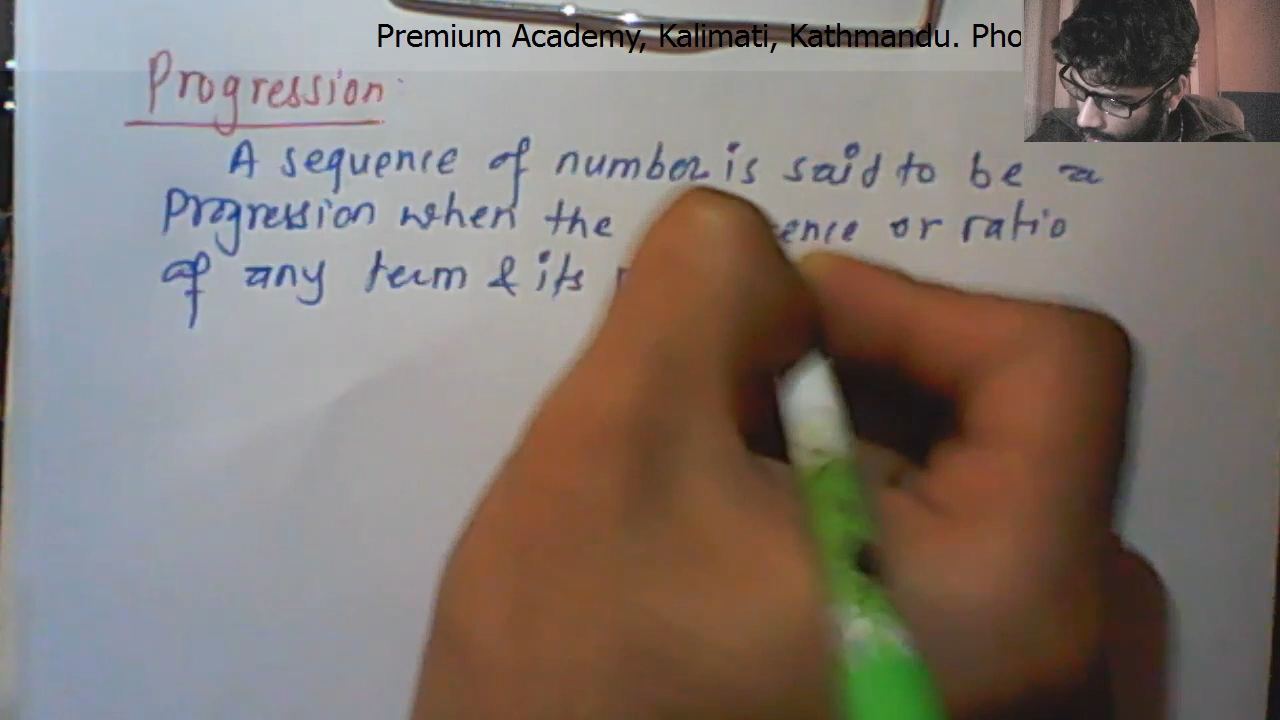 Premium Academy, Kalimati, Kathmandu. Pho
Progression
A sequence of number is said to be a
Progression when the or ratio
of any term & its